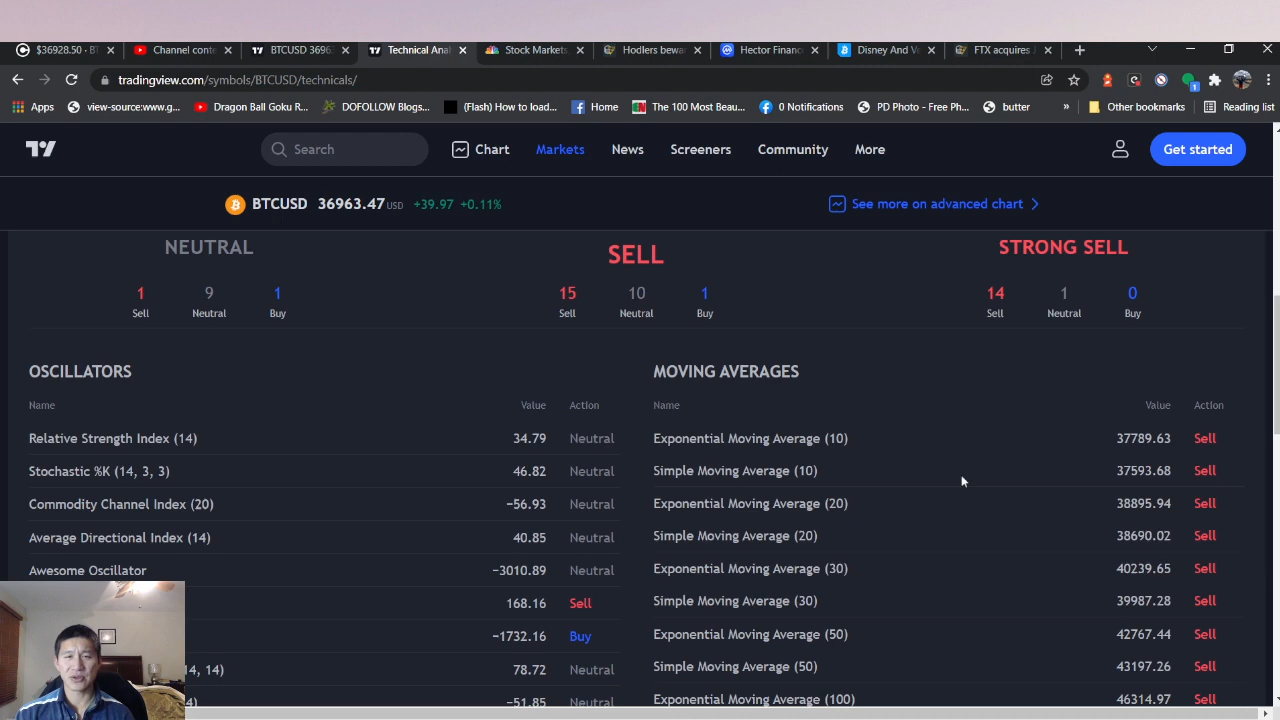 $36928.50 · BT
Channel conte
BTCUSD 3696
Technical Anal
Stock Markets,
Hodlers bewa
Hector Financ
Disney And Ve
FTX acquires J
tradingview.com/symbols/BTCUSD/technicals/
Apps
view-source:www.g...
Dragon Ball Goku R...
DOFOLLOW Blogs...
(Flash) How to load...
Home
The 100 Most Beau...
0 Notifications
PD Photo - Free Ph...
butter
»
Other bookmarks
Reading list
Search
Chart
Markets
News
Screeners
Community
More
Get started
BTCUSD 36963.47 USD +39.97 +0.11%
See more on advanced chart
NEUTRAL
SELL
STRONG SELL
1 9 1
Sell Neutral Buy
15 10 1
Sell Neutral Buy
14 1 0
Sell Neutral Buy
OSCILLATORS
Name Value Action
Relative Strength Index (14) 34.79 Neutral
Stochastic %K (14, 3, 3) 46.82 Neutral
Commodity Channel Index (20) −56.93 Neutral
Average Directional Index (14) 40.85 Neutral
Awesome Oscillator −3010.89 Neutral
168.16 Sell
−1732.16 Buy
14, 14) 78.72 Neutral
4) −51.85 Neutral
MOVING AVERAGES
Name Value Action
Exponential Moving Average (10) 37789.63 Sell
Simple Moving Average (10) 37593.68 Sell
Exponential Moving Average (20) 38895.94 Sell
Simple Moving Average (20) 38690.02 Sell
Exponential Moving Average (30) 40239.65 Sell
Simple Moving Average (30) 39987.28 Sell
Exponential Moving Average (50) 42767.44 Sell
Simple Moving Average (50) 43197.26 Sell
Exponential Moving Average (100) 46314.97 Sell